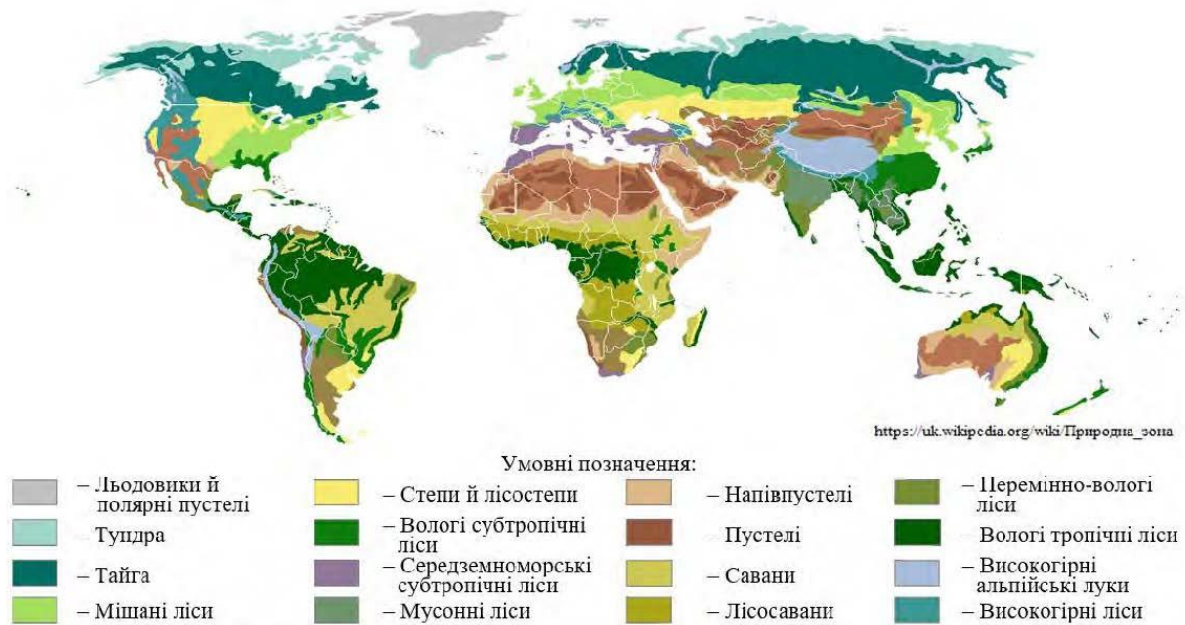 https://uk.wikipedia.org/wiki/Природна_зона
Умовні позначення:
– Льодовики й
полярні пустелі
– Тундра
– Тайга
– Мішані ліси
– Степи й лісостепи
– Вологі субтропічні
ліси
– Середземноморські
субтропічні ліси
– Мусонні ліси
– Напівпустелі
– Пустелі
– Савани
– Лісосавани
– Перемінно-вологі
ліси
– Вологі тропічні ліси
– Високогірні
альпійські луки
– Високогірні ліси